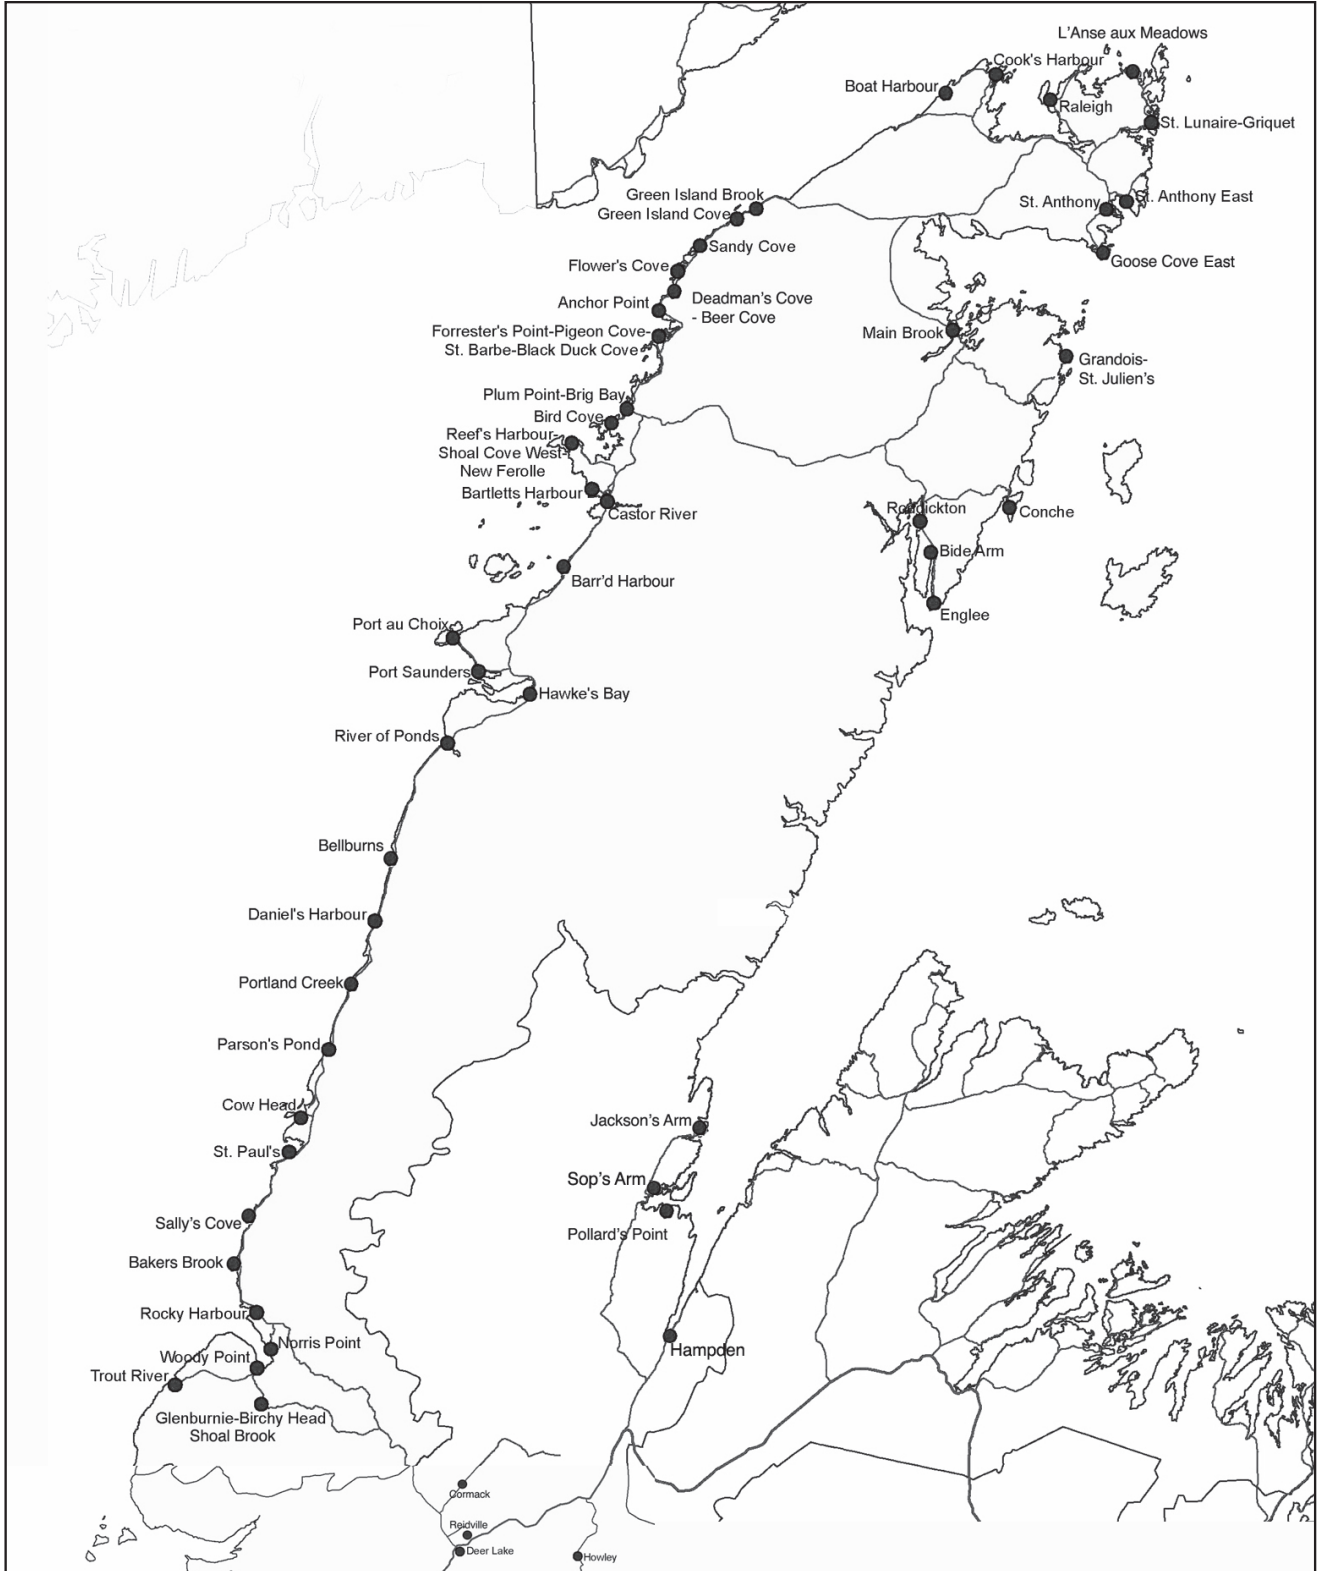 L'Anse aux Meadows
Cook's Harbour
Boat Harbour
Raleigh
St. Lunaire-Griquet
Green Island Brook
Green Island Cove
St. Anthony
St. Anthony East
Sandy Cove
Flower's Cove
Goose Cove East
Anchor Point
Deadman's Cove
- Beer Cove
Forrester's Point-Pigeon Cove-
St. Barbe-Black Duck Cove
Main Brook
Grandois-
St. Julien's
Plum Point-Brig Bay
Bird Cove
Reef's Harbour-
Shoal Cove West-
New Ferolle
Bartletts Harbour
Castor River
Roddickton
Conche
Bide Arm
Barr'd Harbour
Englee
Port au Choix
Port Saunders
Hawke's Bay
River of Ponds
Bellburns
Daniel's Harbour
Portland Creek
Parson's Pond
Cow Head
Jackson's Arm
St. Paul's
Sop's Arm
Sally's Cove
Pollard's Point
Bakers Brook
Rocky Harbour
Norris Point
Hampden
Woody Point
Trout River
Glenburnie-Birchy Head
Shoal Brook
Cormack
Reidville
Deer Lake
Howley